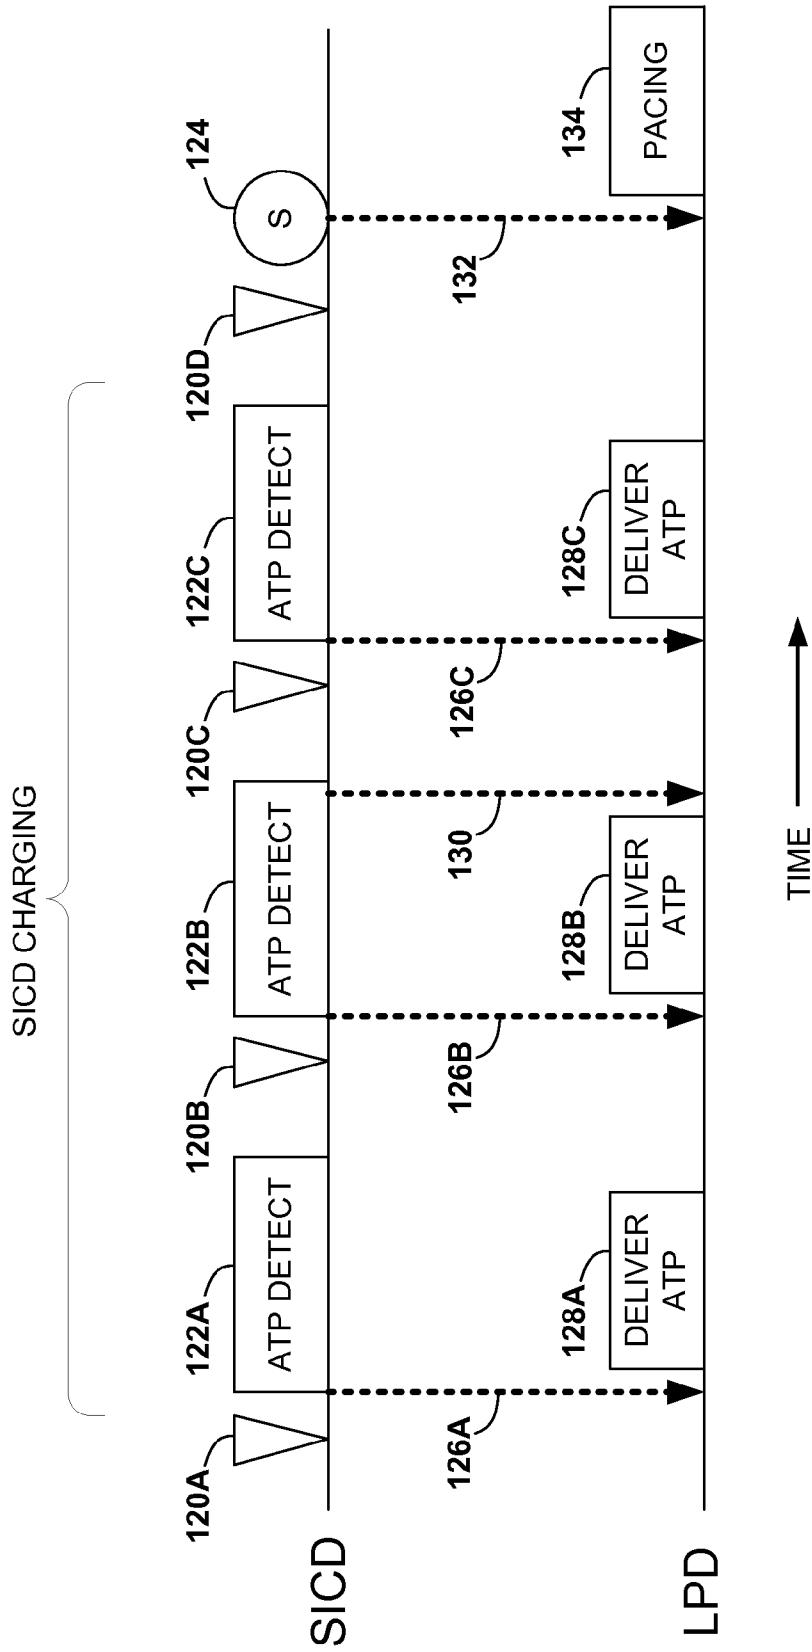 SICD CHARGING
120A
122A
120B
122B
120C
122C
120D
124
ATP DETECT
ATP DETECT
ATP DETECT
S
SICD
126A
126B
130
126C
132
128A
128B
128C
134
DELIVER
ATP
DELIVER
ATP
DELIVER
ATP
PACING
LPD
TIME